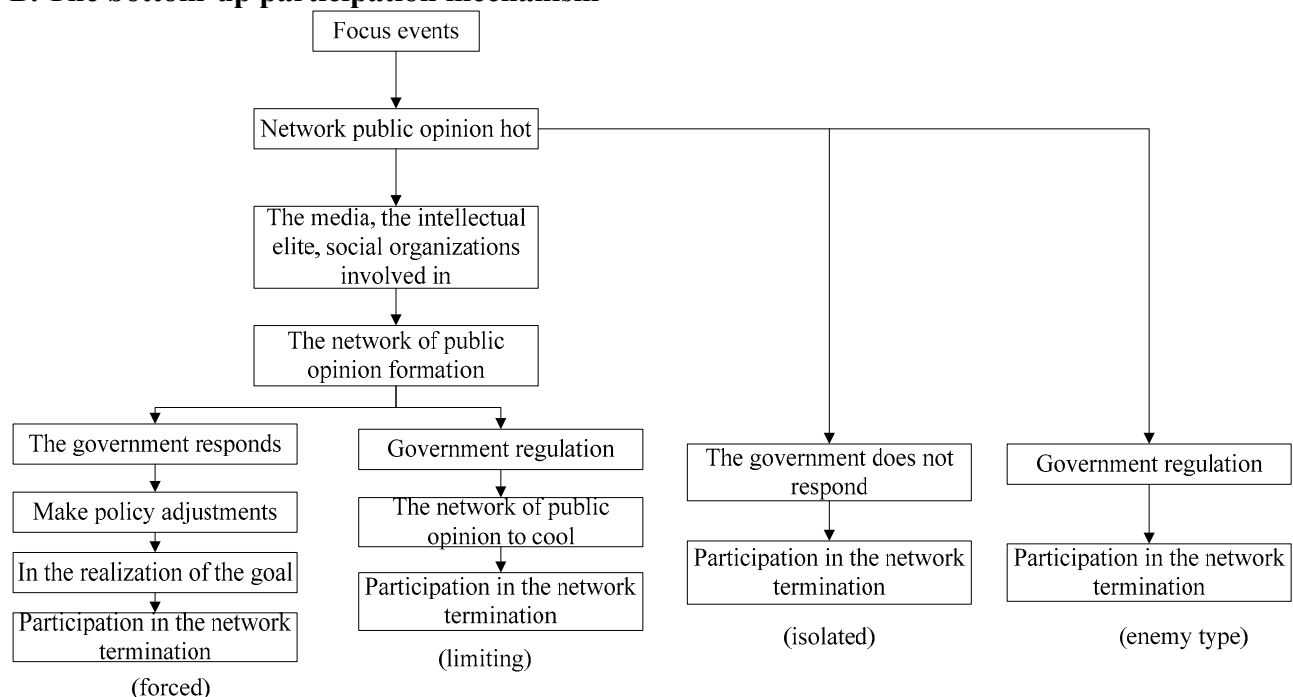 B. The bottom-up participation mechanism
Focus events
Network public opinion hot
The media, the intellectual
elite, social organizations
involved in
The network of public
opinion formation
The government responds
Make policy adjustments
In the realization of the goal
Participation in the network
termination
(forced)
Government regulation
The network of public
opinion to cool
Participation in the network
termination
(limiting)
The government does not
respond
Participation in the network
termination
(isolated)
Government regulation
Participation in the network
termination
(enemy type)